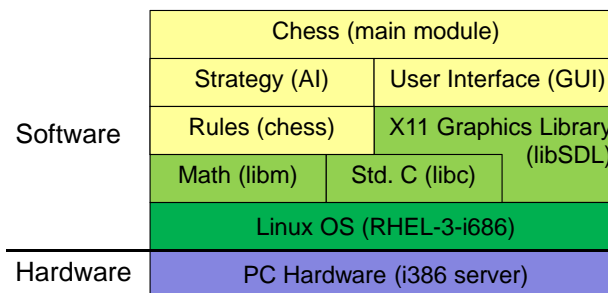 Chess (main module)
Strategy (AI)
User Interface (GUI)
Software
Rules (chess)
X11 Graphics Library
(libSDL)
Math (libm)
Std. C (libc)
Linux OS (RHEL-3-i686)
Hardware
PC Hardware (i386 server)